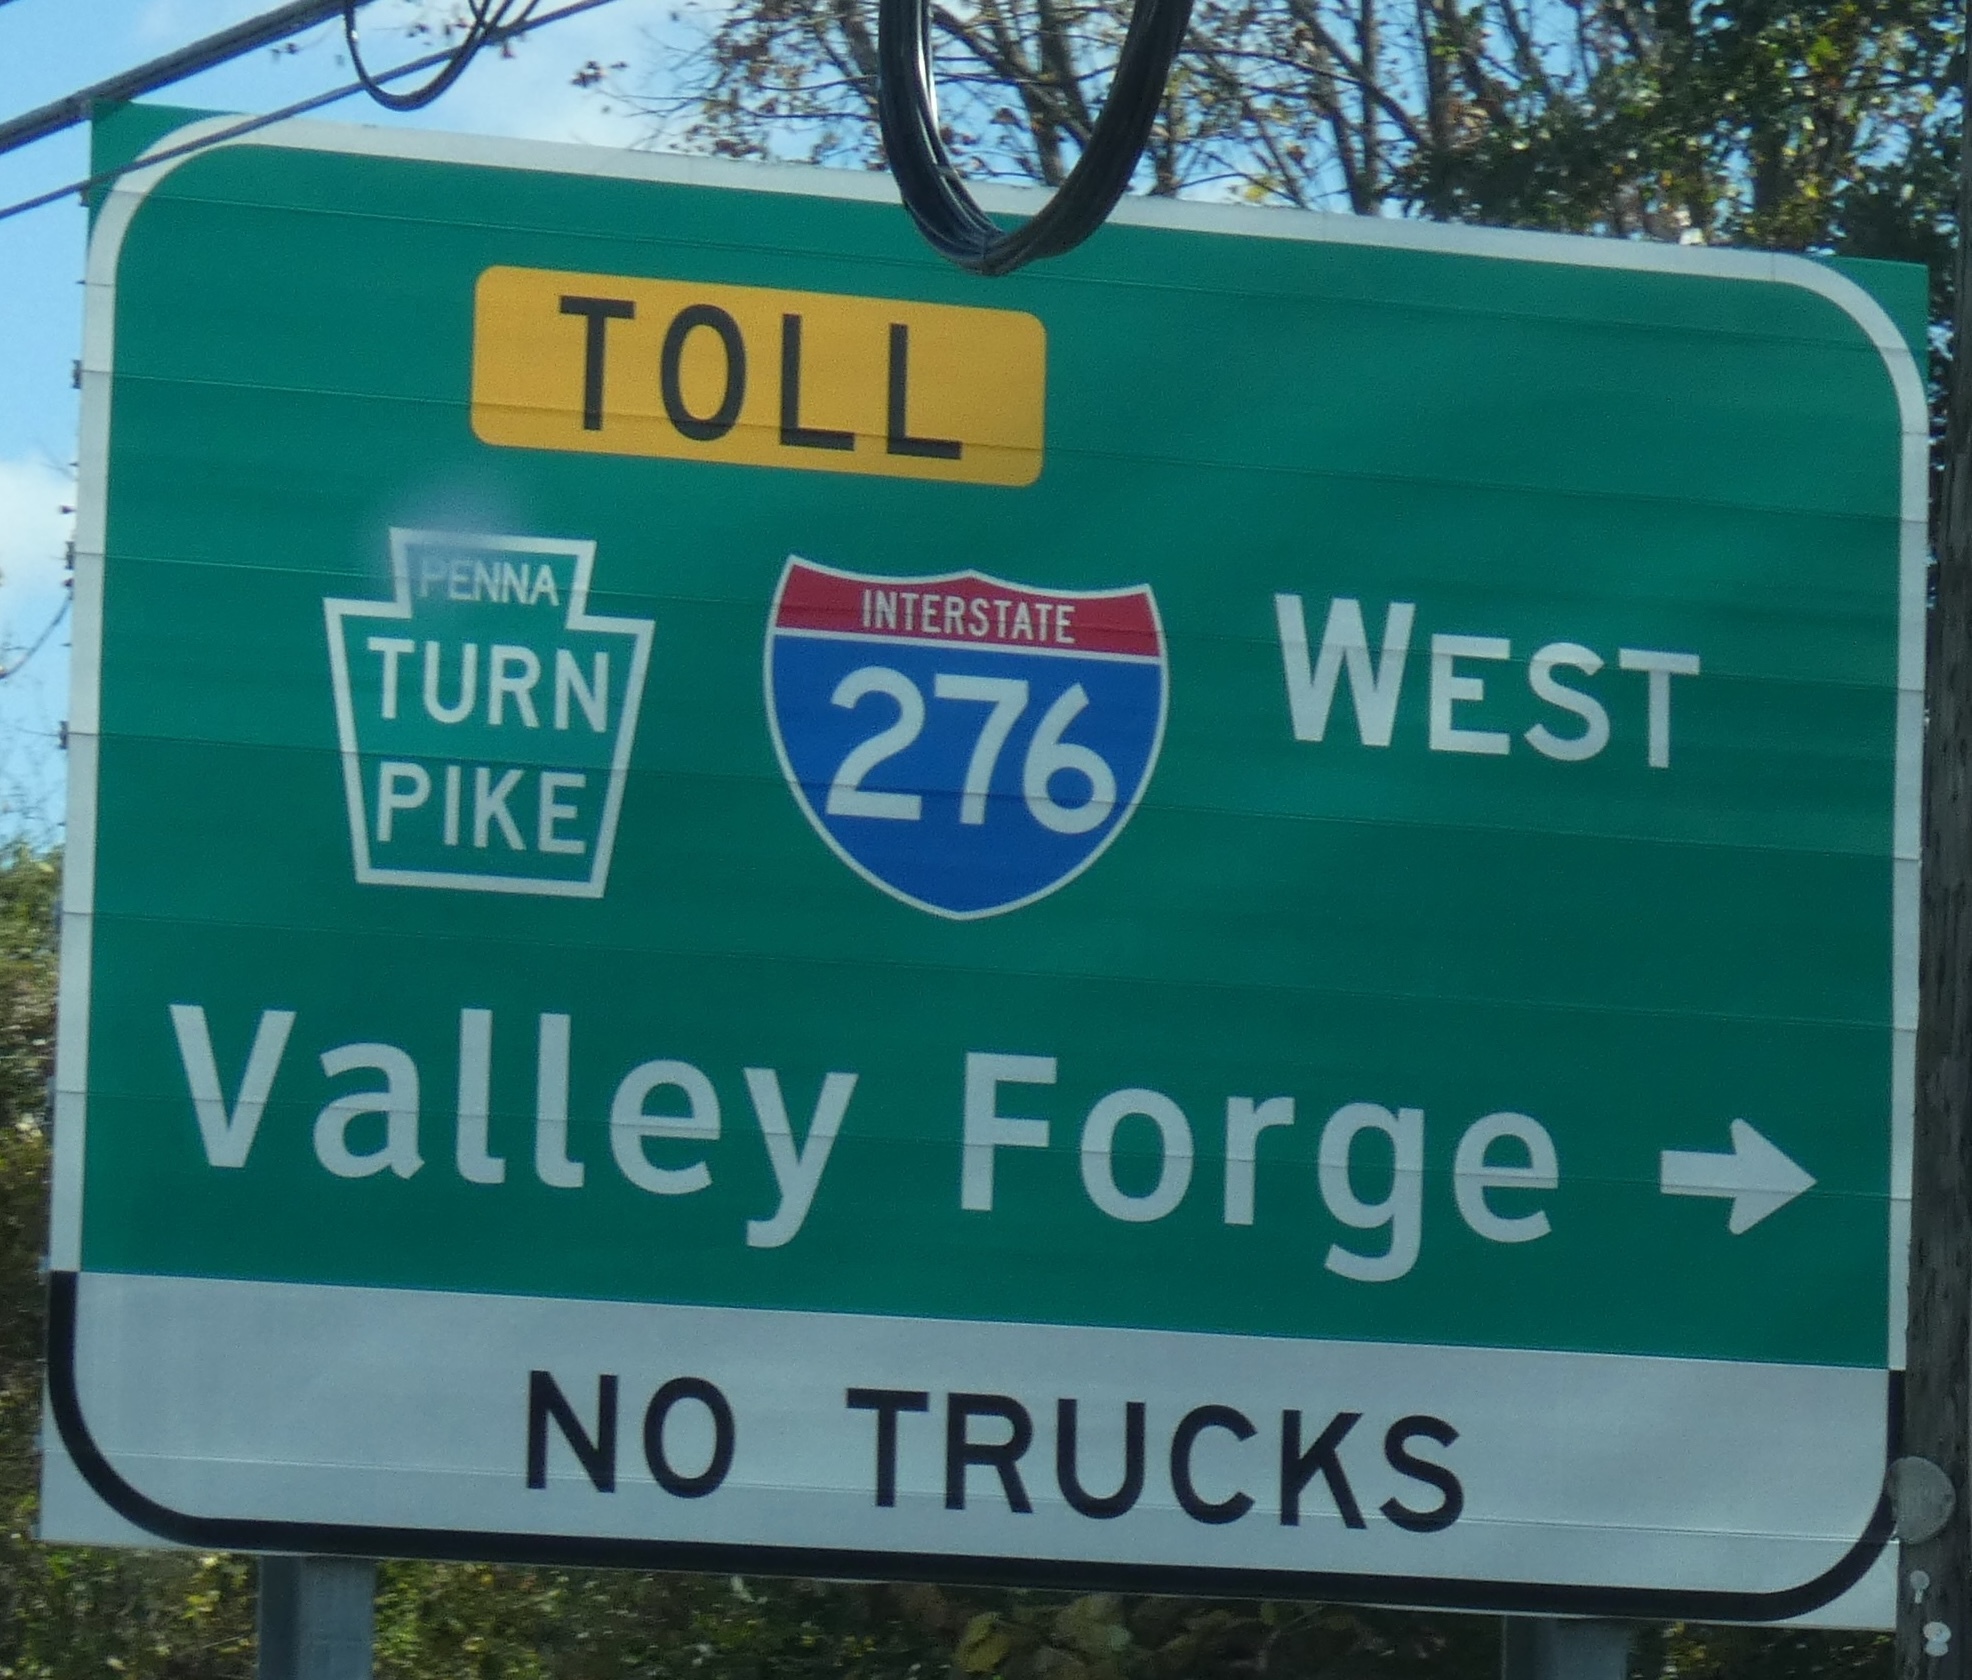 TOLL
PENNA
TURN
PIKE
INTERSTATE
276
WEST
Valley Forge →
NO TRUCKS